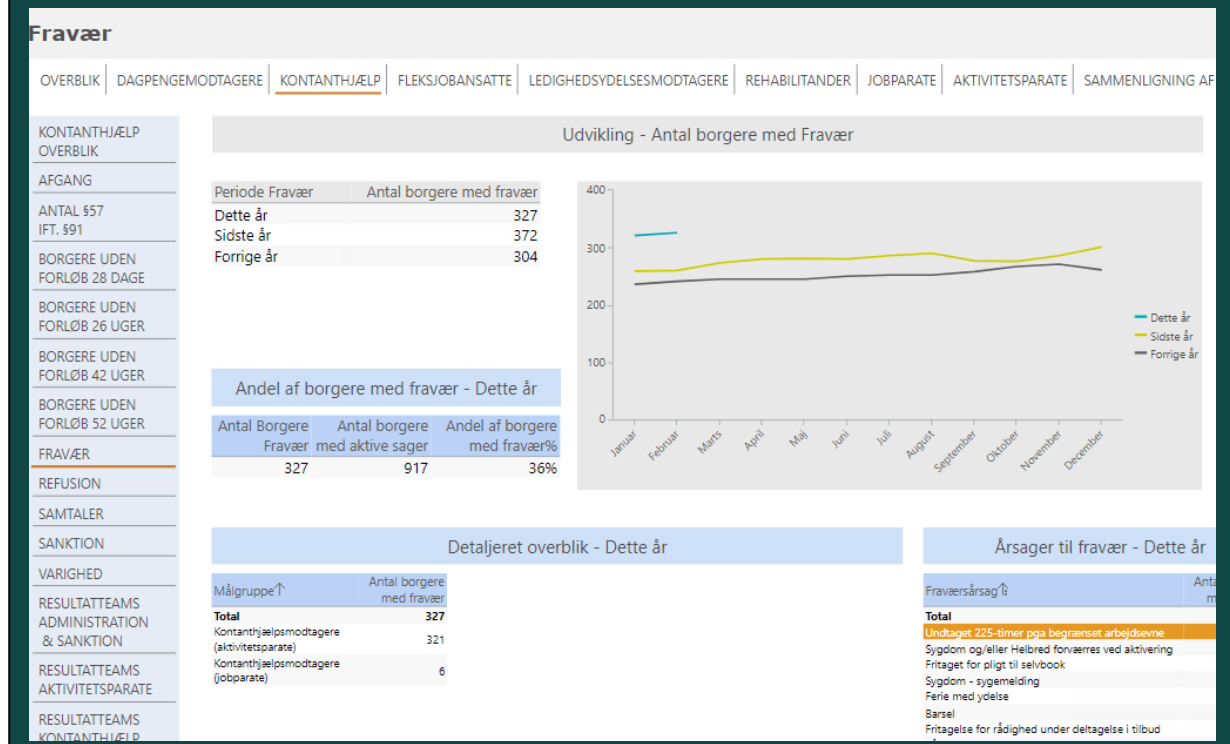 Fravær
OVERBLIK DAGPENGEMODTAGERE KONTANTHJÆLP FLEKSJOBANSATTE LEDIGHEDSYDELSESMODTAGERE REHABILITANDER JOBPARATE AKTIVITETSPARATE SAMMENLIGNING AF
KONTANTHJÆLP
OVERBLIK
AFGANG
ANTAL §57
IFT. §91
BORGERE UDEN
FORLØB 28 DAGE
BORGERE UDEN
FORLØB 26 UGER
BORGERE UDEN
FORLØB 42 UGER
BORGERE UDEN
FORLØB 52 UGER
FRAVÆR
REFUSION
SAMTALER
SANKTION
VARIGHED
RESULTATTEAMS
ADMINISTRATION
& SANKTION
RESULTATTEAMS
AKTIVITETSPARATE
RESULTATTEAMS
KONTANTHJÆLP
Udvikling - Antal borgere med Fravær
Periode Fravær Antal borgere med fravær
Dette år 327
Sidste år 372
Forrige år 304
400
300
200
100
0
Januar Februar Marts April Maj Juni Juli August September Oktober November December
Dette år
Sidste år
Forrige år
Andel af borgere med fravær - Dette år
Antal Borgere Antal borgere Andel af borgere
Fravær med aktive sager med fravær%
327 917 36%
Detaljeret overblik - Dette år
Målgruppe↑ Antal borgere
med fravær
Total 327
Kontanthjælpsmodtagere
(aktivitetsparate) 321
Kontanthjælpsmodtagere
(jobparate) 6
Årsager til fravær - Dette år
Fraværsårsag
Total
Undtaget 225-timer pga begrænset arbejdsevne
Sygdom og/eller Helbred forværres ved aktivering
Fritaget for pligt til selvbook
Sygdom - sygemelding
Ferie med ydelse
Barsel
Fritagelse for rådighed under deltagelse i tilbud